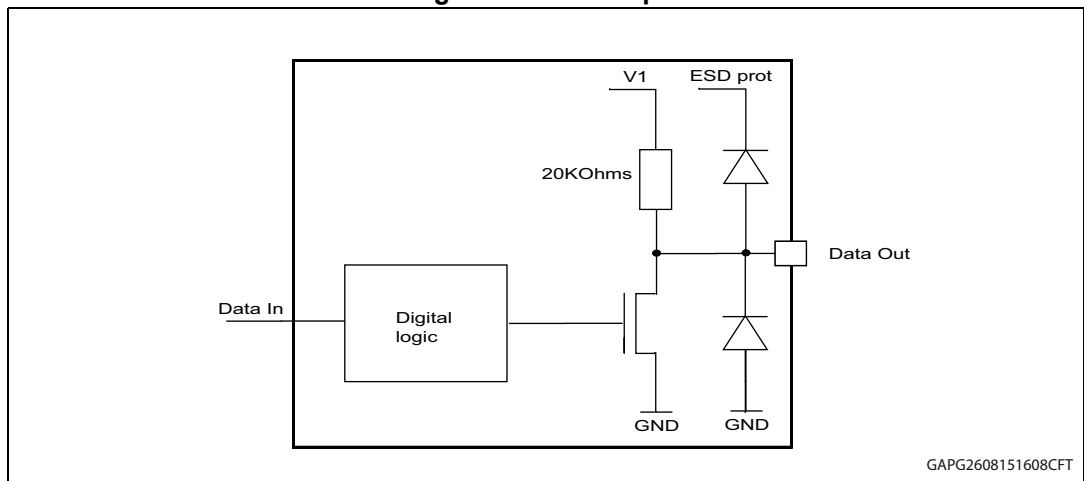 V1
ESD prot
20KOhms
Data Out
Data In
Digital
logic
GND
GND
GAPG2608151608CFT